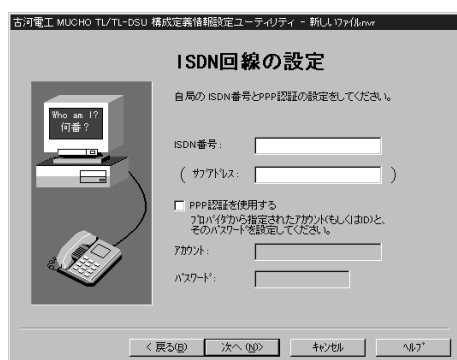 古河電工 MUCHO TL/TL-DSU 構成定義情報設定ユーティリティ - 新しいファイル.nvr
ISDN回線の設定
自局の ISDN番号とPPP認証の設定をしてください。
Who am I?
何番？
ISDN番号：
( サブアドレス： )
PPP認証を使用する
プロバイダから指定されたアカウント(もしくはID)と、
そのパスワードを設定してください。
アカウント：
パスワード：
< 戻る(B)
次へ (N)>
キャンセル
ヘルプ